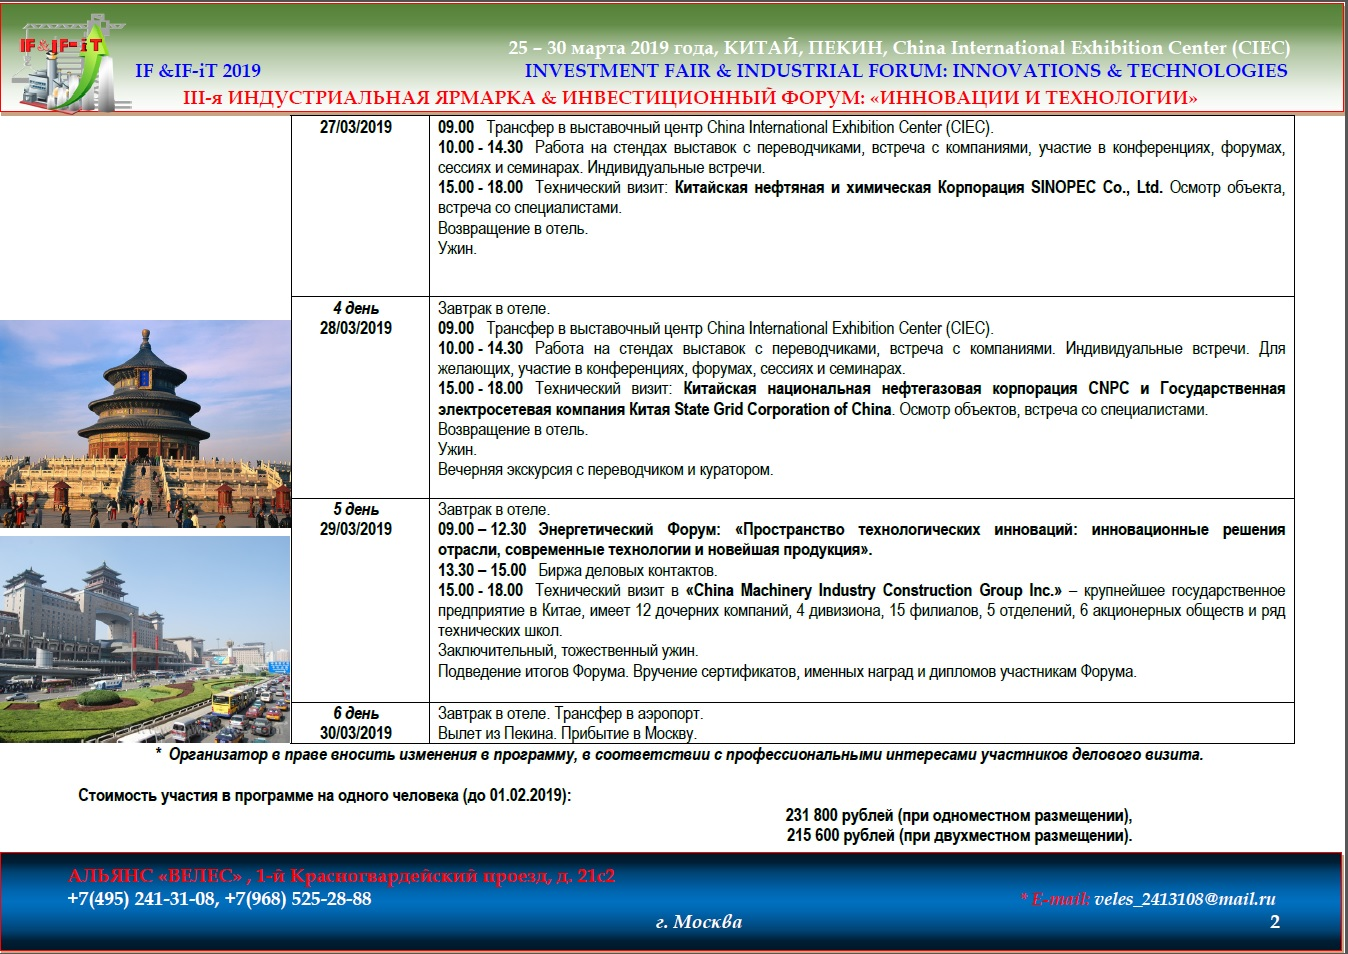 IF&IF-iT
25 – 30 марта 2019 года, КИТАЙ, ПЕКИН, China International Exhibition Center (CIEC)
IF &IF-iT 2019 INVESTMENT FAIR & INDUSTRIAL FORUM: INNOVATIONS & TECHNOLOGIES
III-я ИНДУСТРИАЛЬНАЯ ЯРМАРКА & ИНВЕСТИЦИОННЫЙ ФОРУМ: «ИННОВАЦИИ И ТЕХНОЛОГИИ»
27/03/2019
09.00 Трансфер в выставочный центр China International Exhibition Center (CIEC).
10.00 - 14.30 Работа на стендах выставок с переводчиками, встреча с компаниями, участие в конференциях, форумах,
сессиях и семинарах. Индивидуальные встречи.
15.00 - 18.00 Технический визит: Китайская нефтяная и химическая Корпорация SINOPEC Co., Ltd. Осмотр объекта,
встреча со специалистами.
Возвращение в отель.
Ужин.
4 день
28/03/2019
Завтрак в отеле.
09.00 Трансфер в выставочный центр China International Exhibition Center (CIEC).
10.00 - 14.30 Работа на стендах выставок с переводчиками, встреча с компаниями. Индивидуальные встречи. Для
желающих, участие в конференциях, форумах, сессиях и семинарах.
15.00 - 18.00 Технический визит: Китайская национальная нефтегазовая корпорация CNPC и Государственная
электросетевая компания Китая State Grid Corporation of China. Осмотр объектов, встреча со специалистами.
Возвращение в отель.
Ужин.
Вечерняя экскурсия с переводчиком и куратором.
5 день
29/03/2019
Завтрак в отеле.
09.00 – 12.30 Энергетический Форум: «Пространство технологических инноваций: инновационные решения
отрасли, современные технологии и новейшая продукция».
13.30 – 15.00 Биржа деловых контактов.
15.00 - 18.00 Технический визит в «China Machinery Industry Construction Group Inc.» – крупнейшее государственное
предприятие в Китае, имеет 12 дочерних компаний, 4 дивизиона, 15 филиалов, 5 отделений, 6 акционерных обществ и ряд
технических школ.
Заключительный, тожественный ужин.
Подведение итогов Форума. Вручение сертификатов, именных наград и дипломов участникам Форума.
6 день
30/03/2019
Завтрак в отеле. Трансфер в аэропорт.
Вылет из Пекина. Прибытие в Москву.
* Организатор в праве вносить изменения в программу, в соответствии с профессиональными интересами участников делового визита.
Стоимость участия в программе на одного человека (до 01.02.2019):
231 800 рублей (при одноместном размещении),
215 600 рублей (при двухместном размещении).
АЛЬЯНС «ВЕЛЕС» , 1-й Красногвардейский проезд, д. 21с2
+7(495) 241-31-08, +7(968) 525-28-88 * E-mail: veles_2413108@mail.ru
г. Москва 2